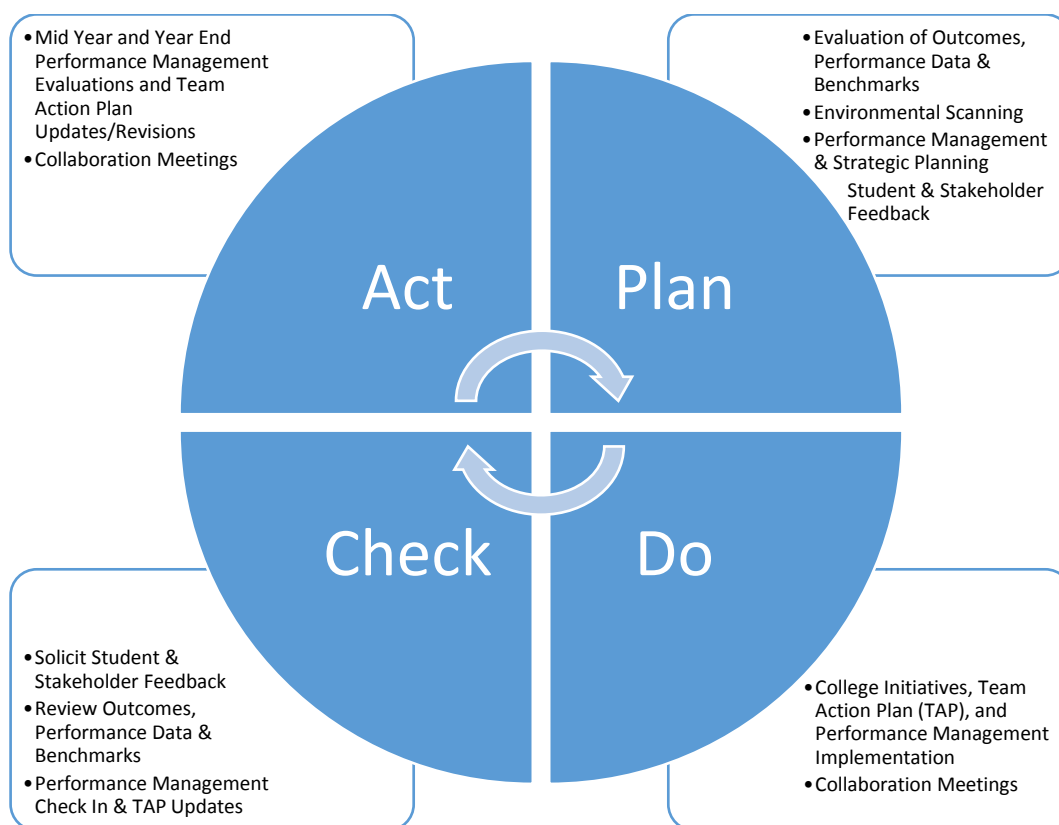 •Mid Year and Year End
Performance Management
Evaluations and Team
Action Plan
Updates/Revisions
•Collaboration Meetings
•Evaluation of Outcomes,
Performance Data &
Benchmarks
•Environmental Scanning
•Performance Management
& Strategic Planning
Student & Stakeholder
Feedback
Act
Plan
Check
Do
•Solicit Student &
Stakeholder Feedback
•Review Outcomes,
Performance Data &
Benchmarks
•Performance Management
Check In & TAP Updates
•College Initiatives, Team
Action Plan (TAP), and
Performance Management
Implementation
•Collaboration Meetings